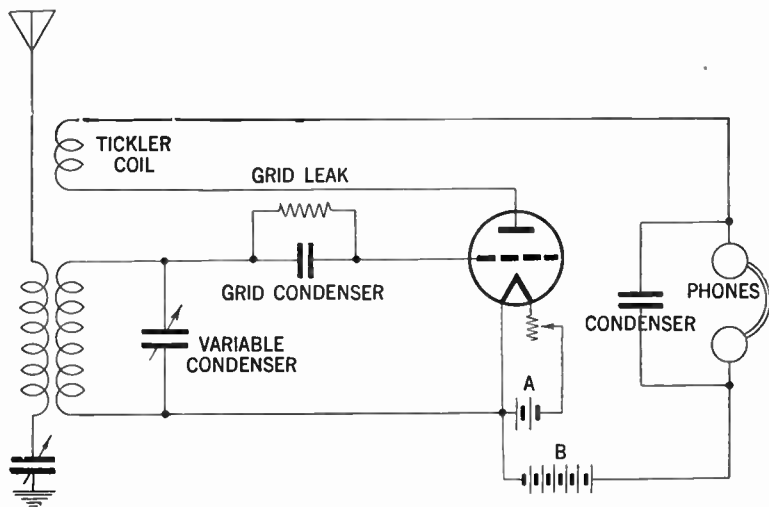 TICKLER
COIL
GRID LEAK
GRID CONDENSER
VARIABLE
CONDENSER
CONDENSER
PHONES
A
B